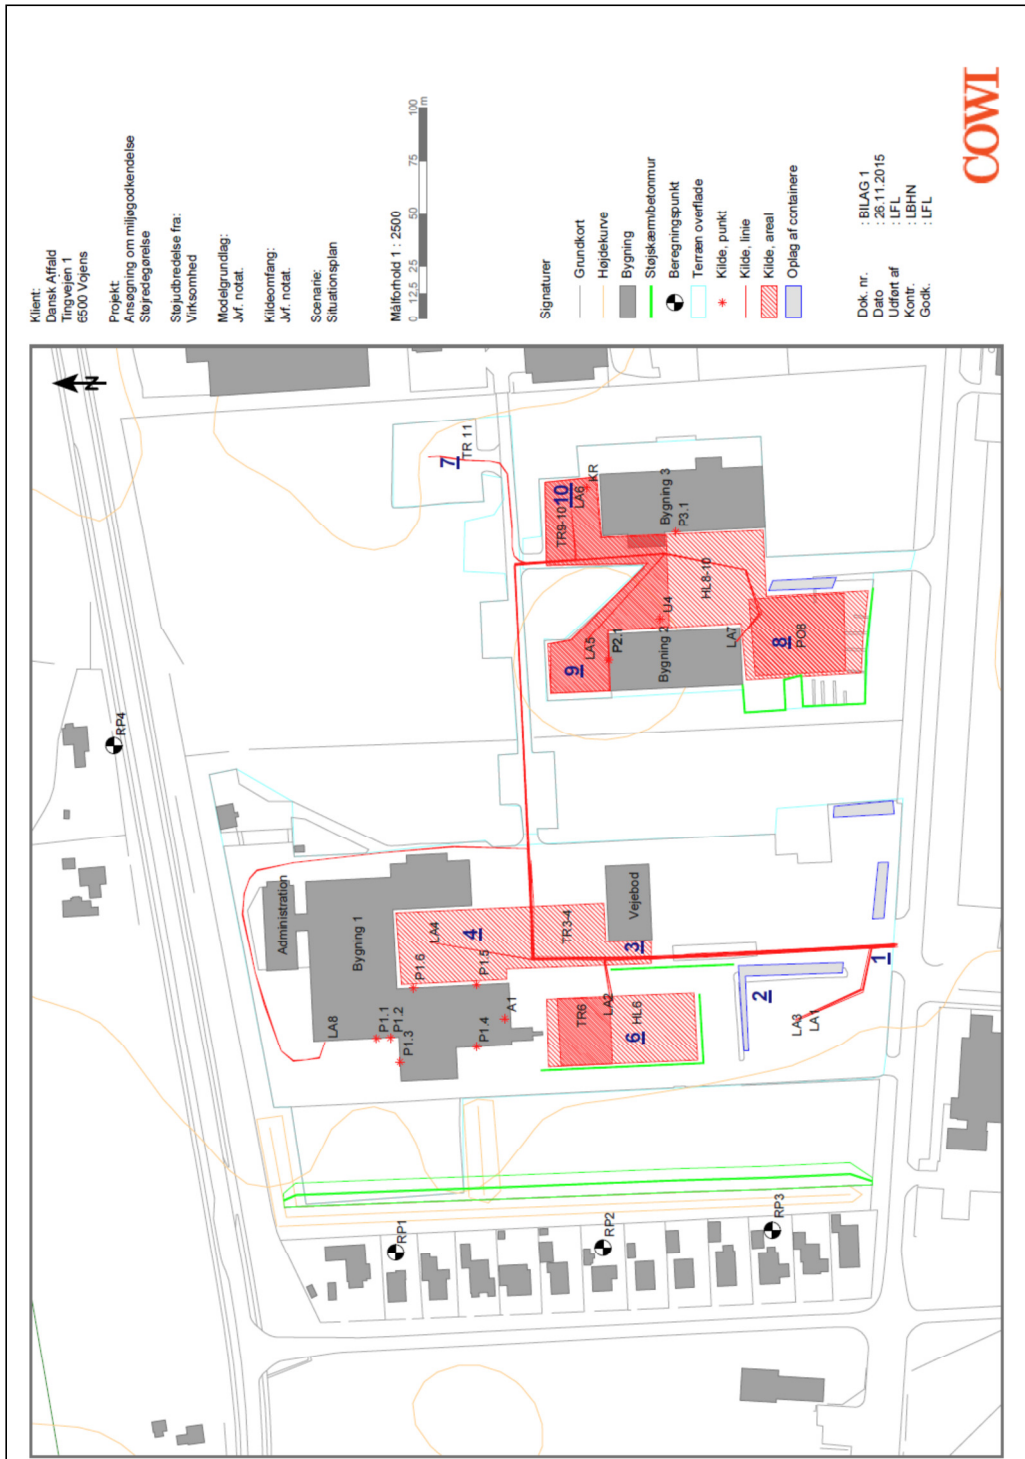 Klient:
Dansk Affald
Tingvejen 1
6500 Vojens
Projekt:
Ansøgning om miljøgodkendelse
Støjredegørelse
Støjudbredelse fra:
Virksomhed
Modelgrundlag:
Jvf. notat.
Kildeomfang:
Jvf. notat.
Scenarie:
Situationsplan
Målforhold 1 : 2500
0 12,5 25 50 75 100
m
Signaturer
Grundkort
Højdekurve
Bygning
Støjskærmbetonmur
Beregningspunkt
Terræn overflade
Kilde, punkt
Kilde, linie
Kilde, areal
Oplag af containere
Dok. nr. : BILAG 1
Dato : 26.11.2015
Udført af : LFL
Kontr. : LBHN
Godk. : LFL
COWI
N
RP4
7
TR 11
10
TR9-10
LA6
KR
Bygning 3
P3.1
9
LA5
P2.1
U4
Bygning 2
HL8-10
LA7
8
PC8
Administration
Bygnng 1
LA8
P1.1
P1.2
P1.3
P1.6
LA4
4
P1.5
P1.4
A1
TR3-4
Vejebod
3
TR6
LA2
HL6
6
2
LA3
LA1
1
RP1
RP2
RP3